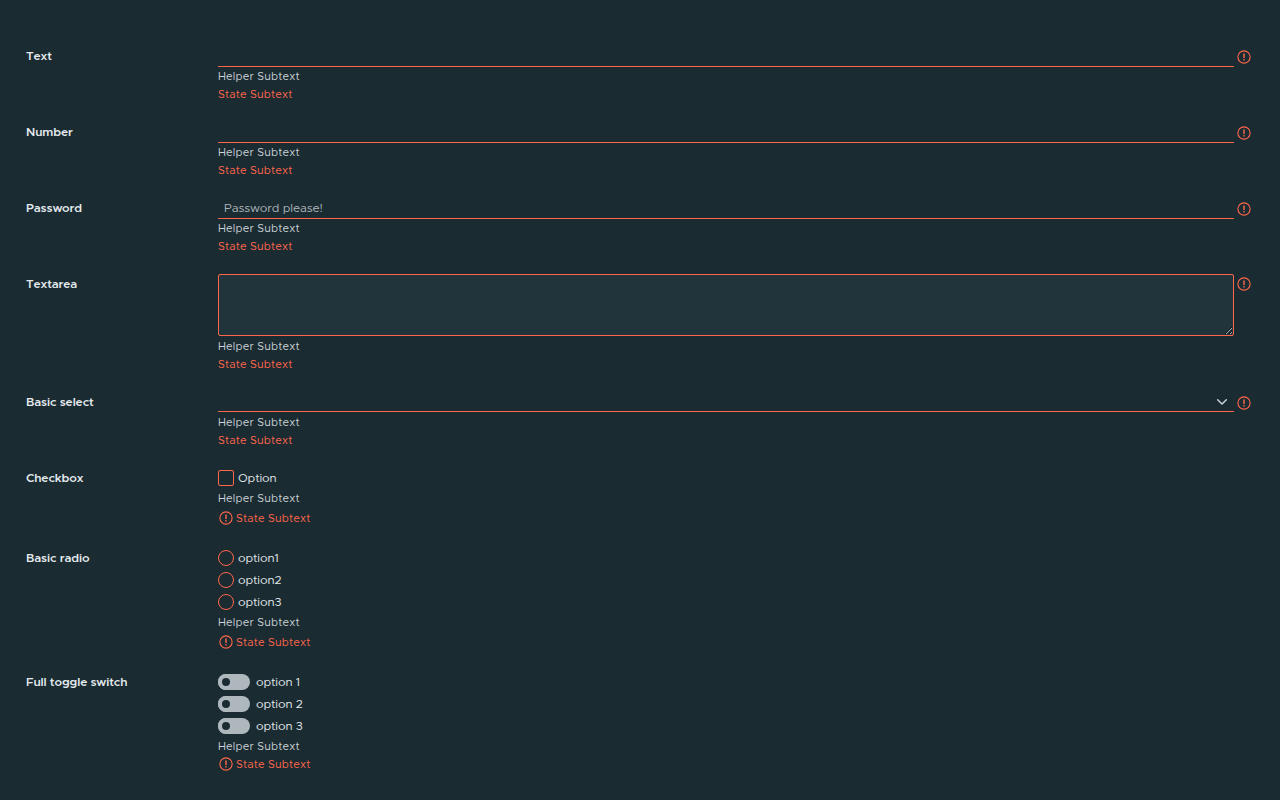 Text
Helper Subtext
State Subtext
Number
Helper Subtext
State Subtext
Password
Password please!
Helper Subtext
State Subtext
Textarea
Helper Subtext
State Subtext
Basic select
Helper Subtext
State Subtext
Checkbox
Option
Helper Subtext
State Subtext
Basic radio
option1
option2
option3
Helper Subtext
State Subtext
Full toggle switch
option 1
option 2
option 3
Helper Subtext
State Subtext